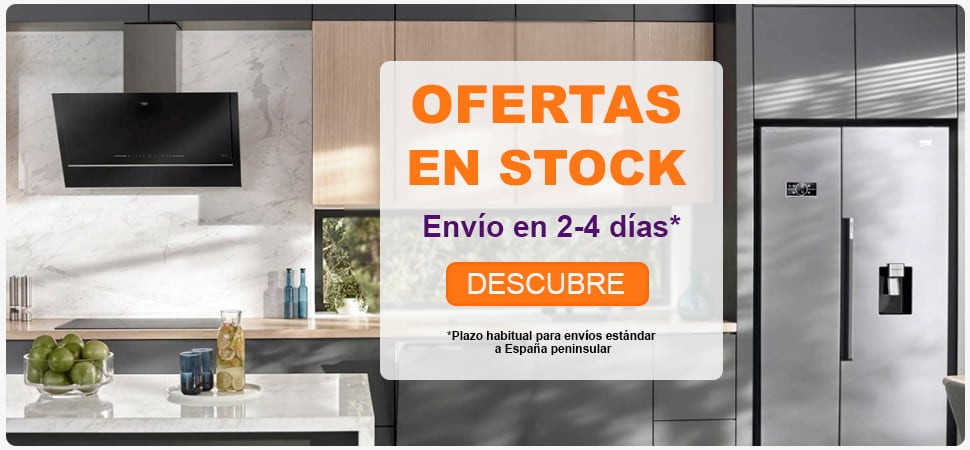 OFERTAS
EN STOCK
Envío en 2-4 días*
DESCUBRE
*Plazo habitual para envíos estándar
a España peninsular